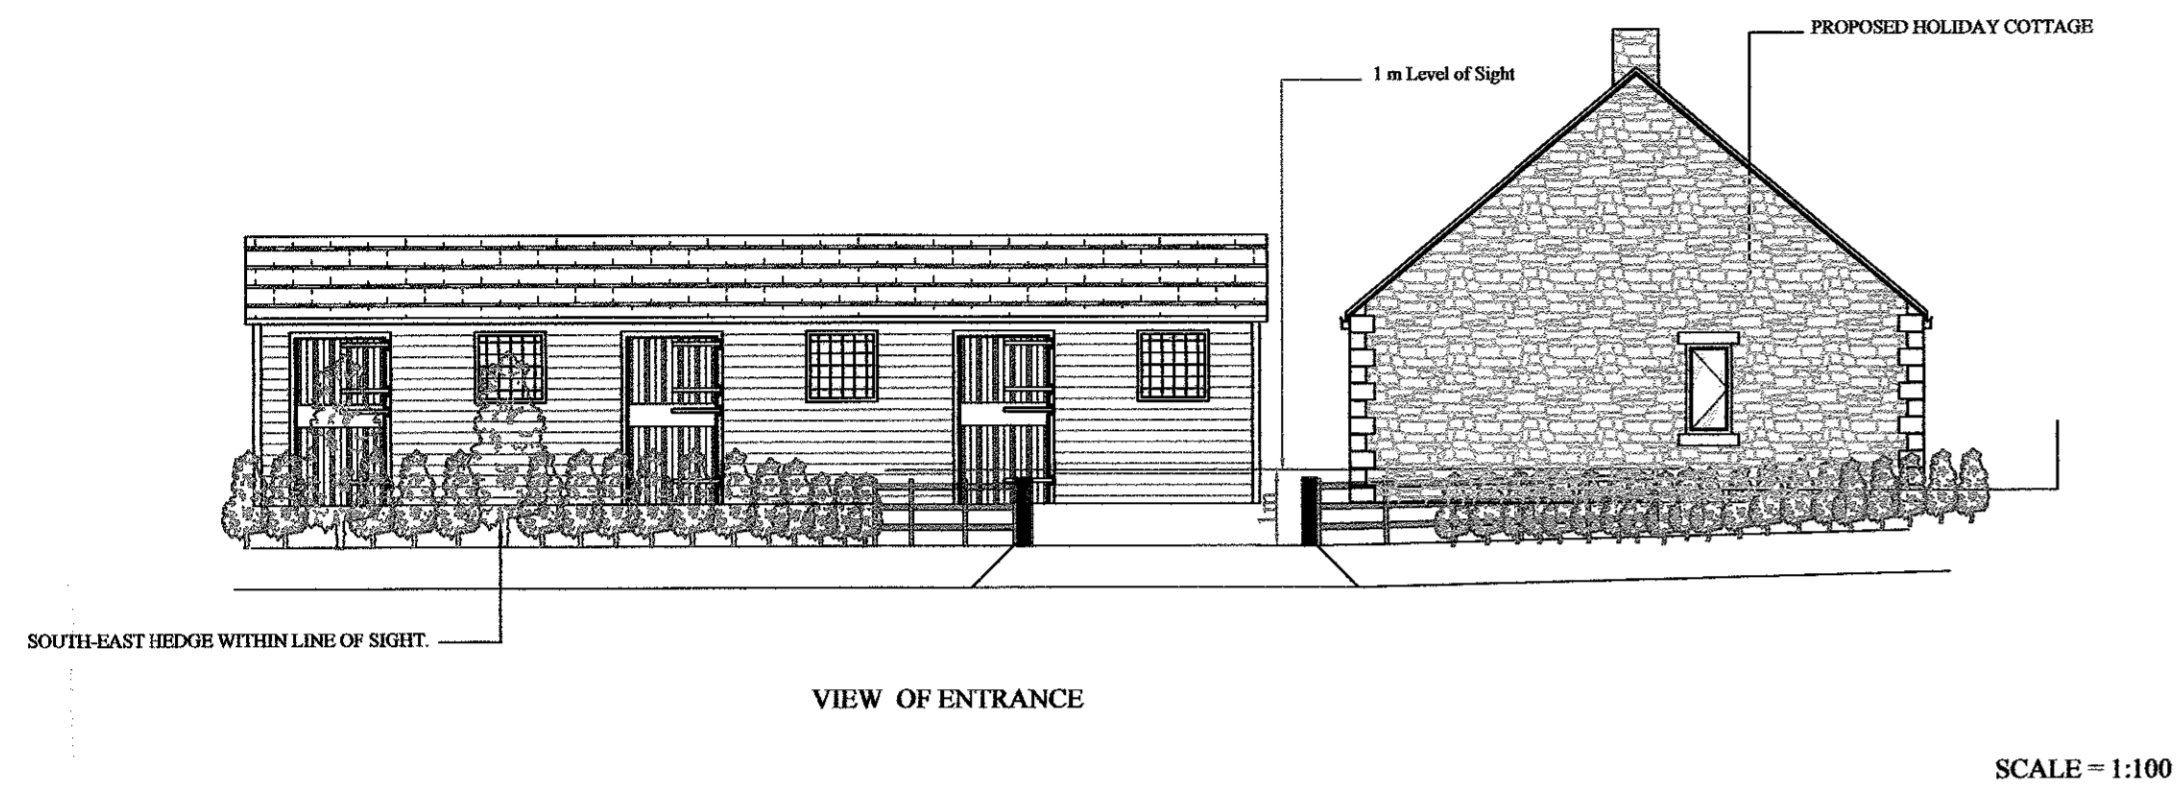 PROPOSED HOLIDAY COTTAGE
1 m Level of Sight
1m
SOUTH-EAST HEDGE WITHIN LINE OF SIGHT.
VIEW OF ENTRANCE
SCALE = 1:100